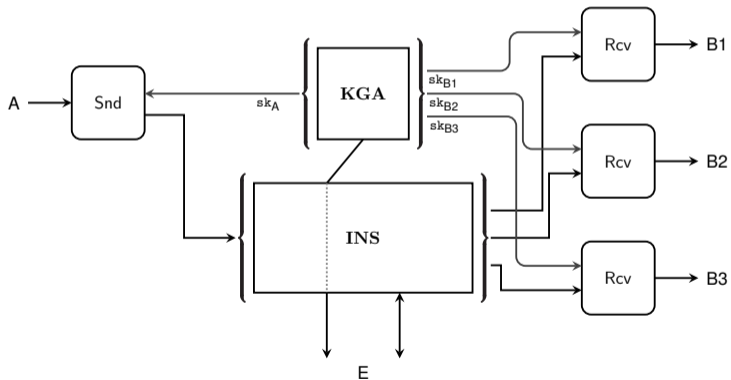 Rcv
B1
A
Snd
KGA
sk_A
sk_B1
sk_B2
sk_B3
Rcv
B2
INS
Rcv
B3
E